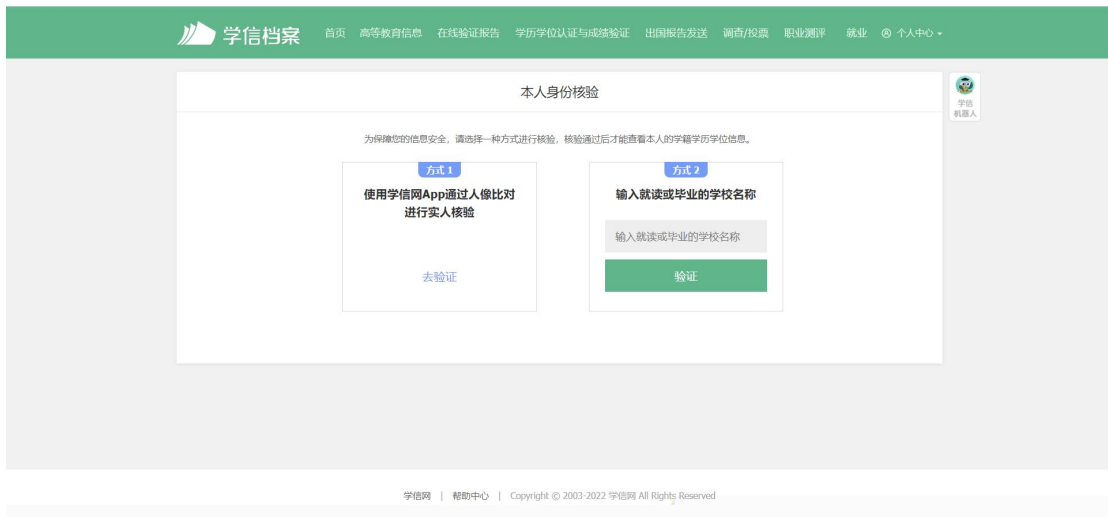 学信档案 首页 高等教育信息 在线验证报告 学历学位认证与成绩验证 出国报告发送 调查/投票 职业测评 就业 个人中心
学信
机器人
本人身份核验
为保障您的信息安全，请选择一种方式进行核验，核验通过后才能查看本人的学籍学历学位信息。
方式 1
使用学信网App通过人像比对
进行实人核验
去验证
方式 2
输入就读或毕业的学校名称
输入就读或毕业的学校名称
验证
学信网 | 帮助中心 | Copyright © 2003-2022 学信网 All Rights Reserved